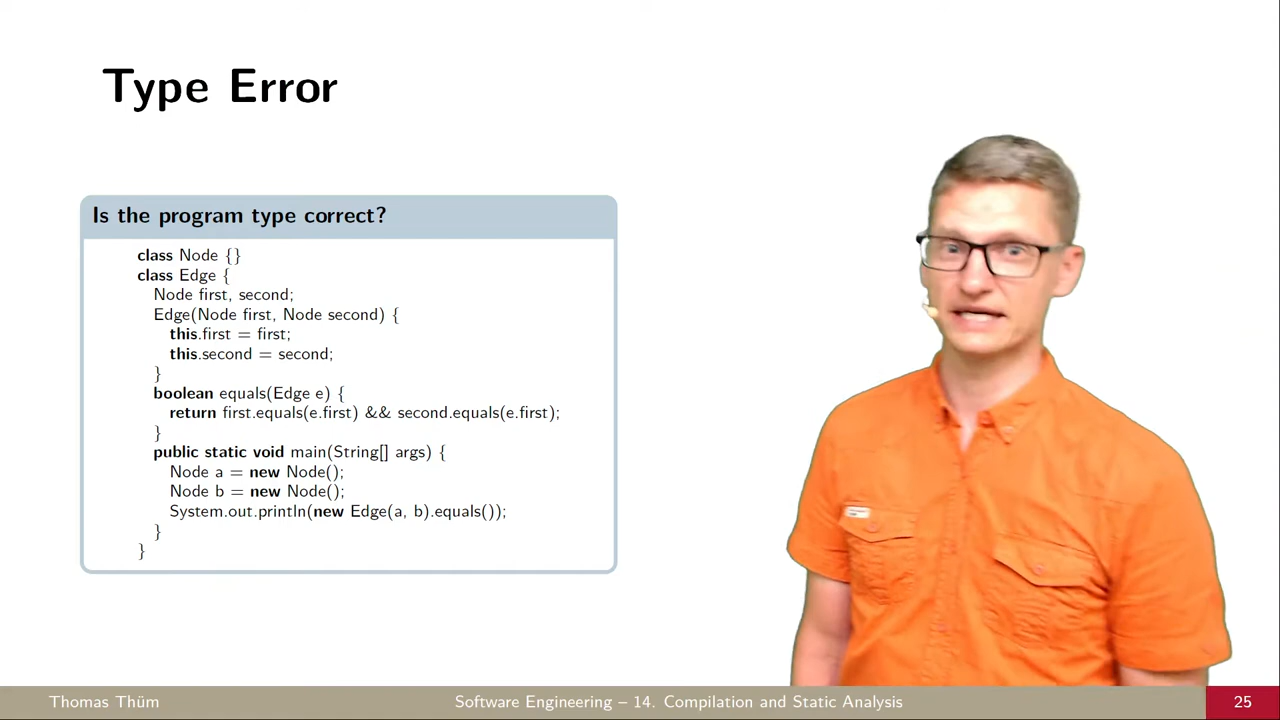 Type Error
Is the program type correct?
class Node {}
class Edge {
Node first, second;
Edge(Node first, Node second) {
this.first = first;
this.second = second;
}
boolean equals(Edge e) {
return first.equals(e.first) && second.equals(e.first);
}
public static void main(String[] args) {
Node a = new Node();
Node b = new Node();
System.out.println(new Edge(a, b).equals());
}
}
Thomas Thüm
Software Engineering – 14. Compilation and Static Analysis
25